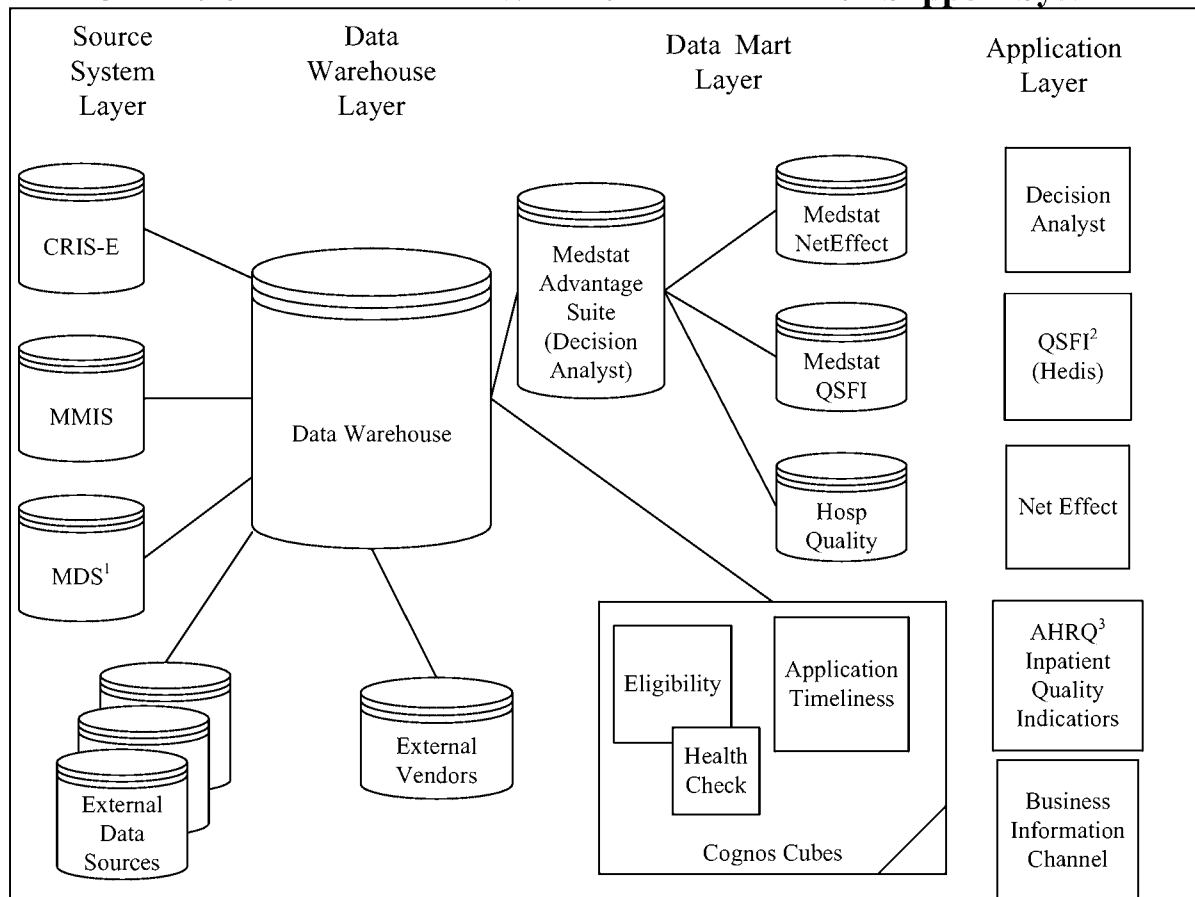 Source
System
Layer
Data
Warehouse
Layer
Data Mart
Layer
Application
Layer
CRIS-E
MMIS
MDS¹
External
Data
Sources
Data Warehouse
External
Vendors
Medstat
Advantage
Suite
(Decision
Analyst)
Medstat
NetEffect
Medstat
QSFI
Hosp
Quality
Eligibility
Application
Timeliness
Health
Check
Cognos Cubes
Decision
Analyst
QSFI²
(Hedis)
Net Effect
AHRQ³
Inpatient
Quality
Indicatiors
Business
Information
Channel